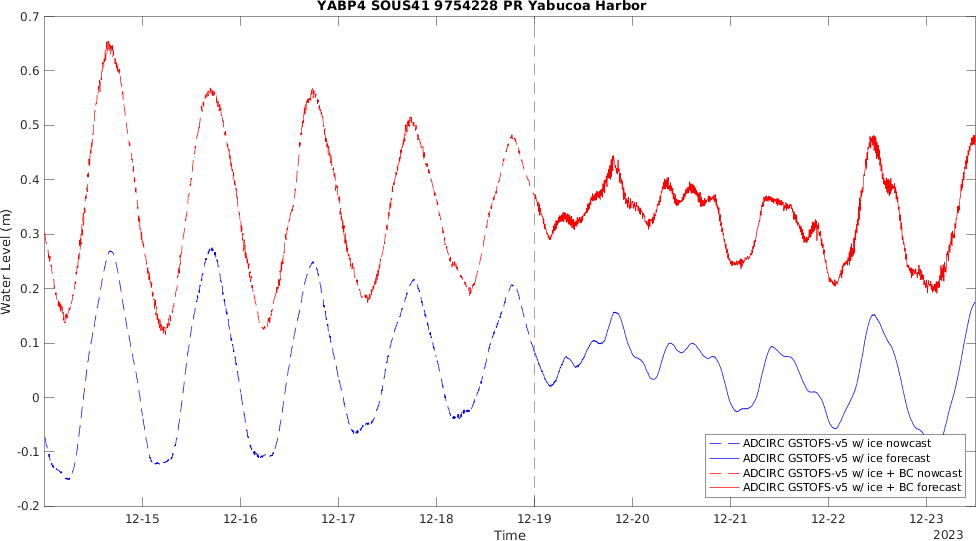 YABP4 SOUS41 9754228 PR Yabucoa Harbor
0.7
0.6
0.5
0.4
0.3
0.2
0.1
0
-0.1
-0.2
Water Level (m)
12-15
12-16
12-17
12-18
12-19
12-20
12-21
12-22
12-23
Time
2023
ADCIRC GSTOFS-v5 w/ ice nowcast
ADCIRC GSTOFS-v5 w/ ice forecast
ADCIRC GSTOFS-v5 w/ ice + BC nowcast
ADCIRC GSTOFS-v5 w/ ice + BC forecast